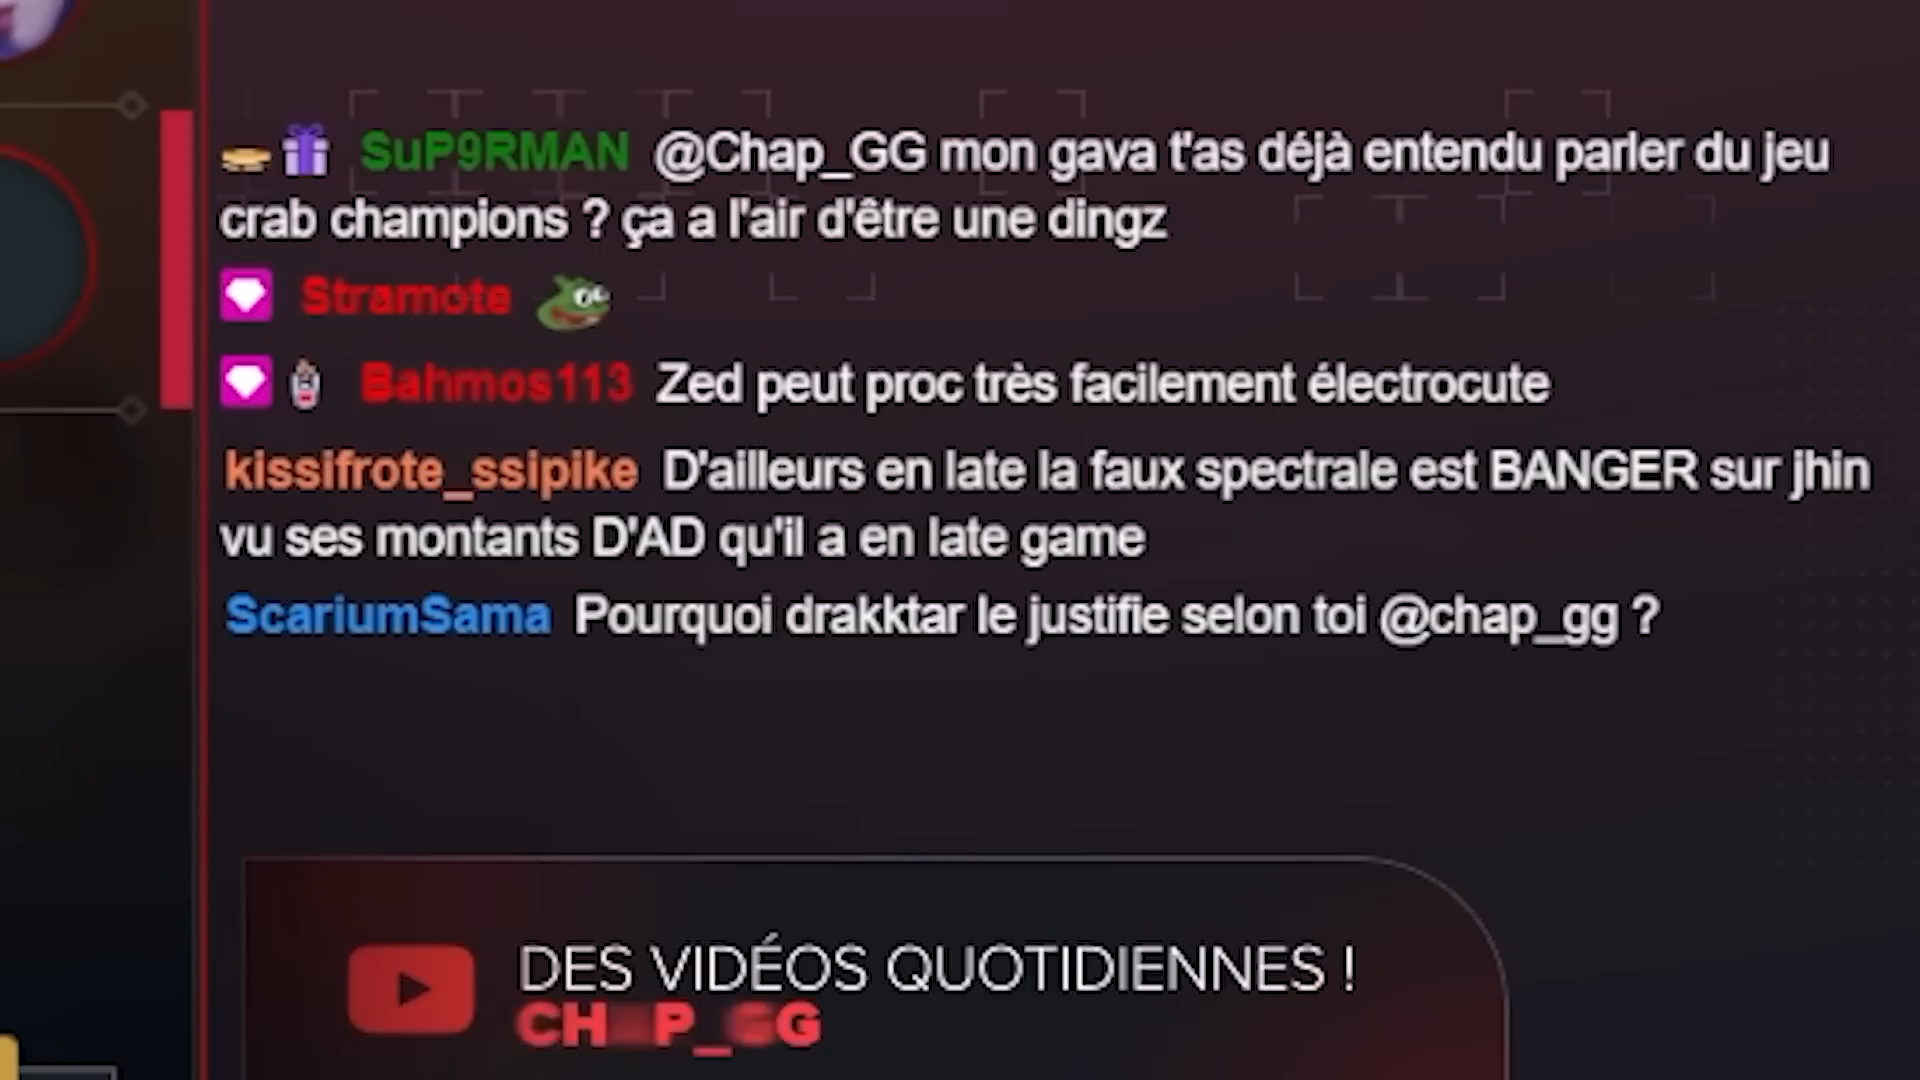 SuP9RMAN @Chap_GG mon gava t'as déjà entendu parler du jeu
crab champions ? ça a l'air d'être une dingz
Stramote
Bahmos113 Zed peut proc très facilement électrocute
kissifrote_ssipike D'ailleurs en late la faux spectrale est BANGER sur jhin
vu ses montants D'AD qu'il a en late game
ScariumSama Pourquoi drakktar le justifie selon toi @chap_gg ?
DES VIDÉOS QUOTIDIENNES !
CHAP_GG